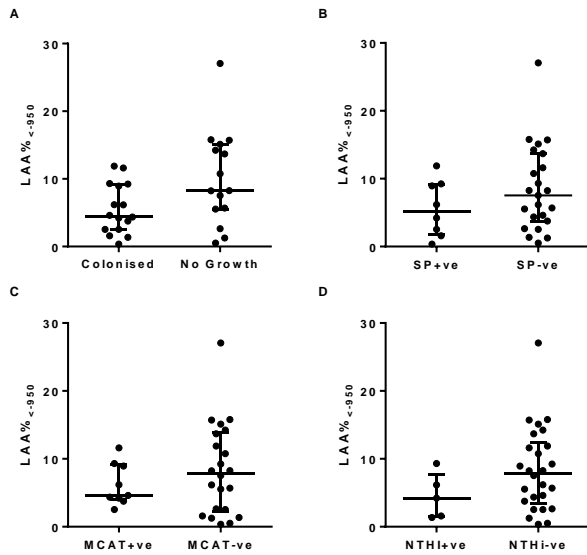 A
B
30
20
10
0
LAA%<-950
Colonised No Growth
30
20
10
0
LAA%<-950
SP+ve SP-ve
C
D
30
20
10
0
LAA%<-950
MCAT+ve MCAT-ve
30
20
10
0
LAA%<-950
NTHI+ve NTHi-ve